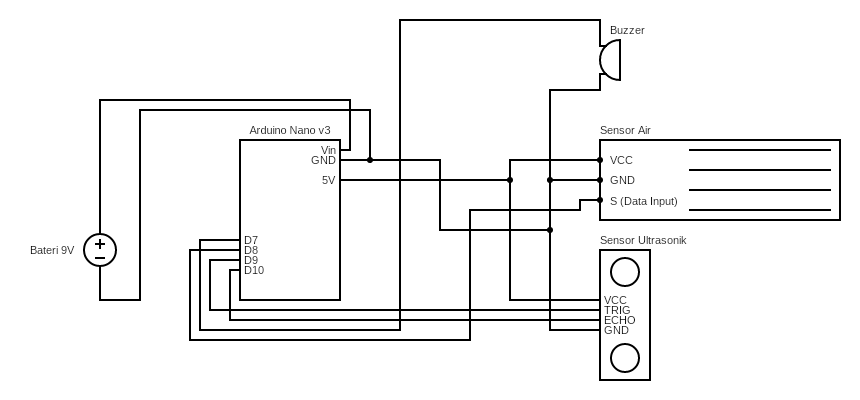 Buzzer
Arduino Nano v3
Vin
GND
5V
D7
D8
D9
D10
Bateri 9V
Sensor Air
VCC
GND
S (Data Input)
Sensor Ultrasonik
VCC
TRIG
ECHO
GND